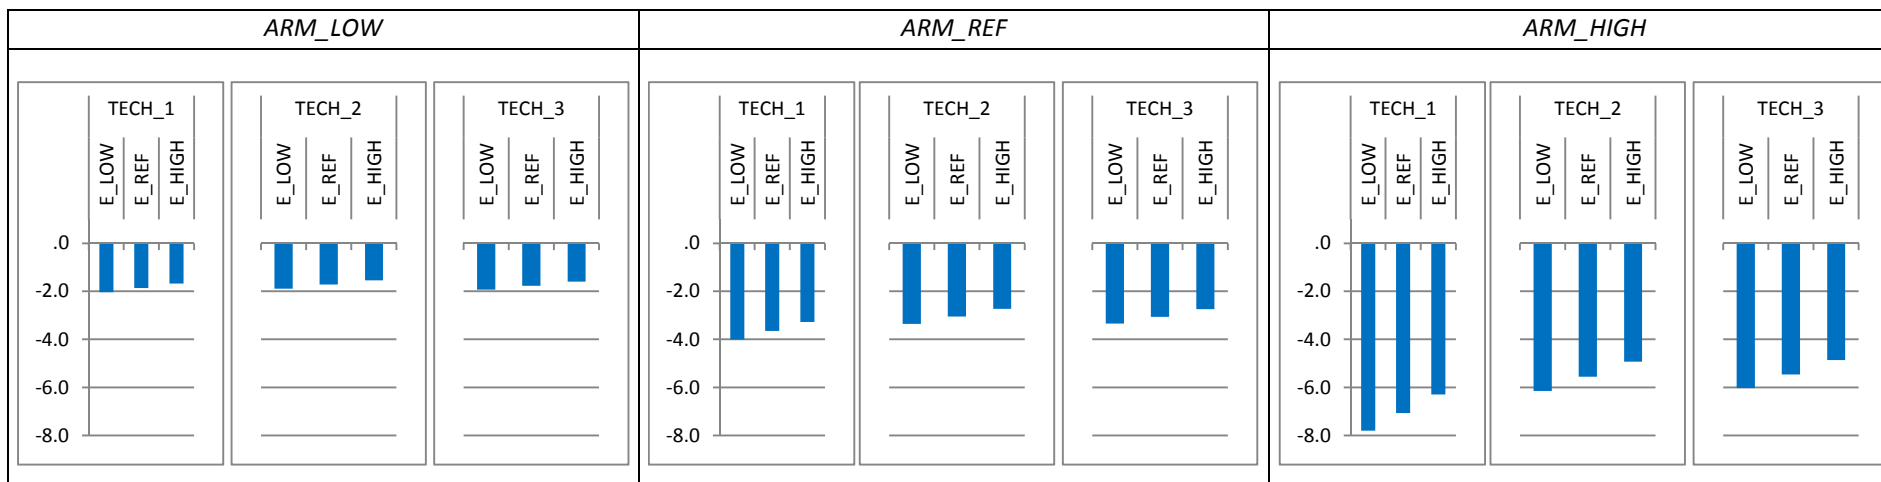 ARM_LOW ARM_REF ARM_HIGH
TECH_1 TECH_2 TECH_3 TECH_1 TECH_2 TECH_3 TECH_1 TECH_2 TECH_3
E_LOW E_REF E_HIGH E_LOW E_REF E_HIGH E_LOW E_REF E_HIGH E_LOW E_REF E_HIGH E_LOW E_REF E_HIGH E_LOW E_REF E_HIGH E_LOW E_REF E_HIGH E_LOW E_REF E_HIGH E_LOW E_REF E_HIGH
.0 .0 .0
-2.0 -2.0 -2.0
-4.0 -4.0 -4.0
-6.0 -6.0 -6.0
-8.0 -8.0 -8.0